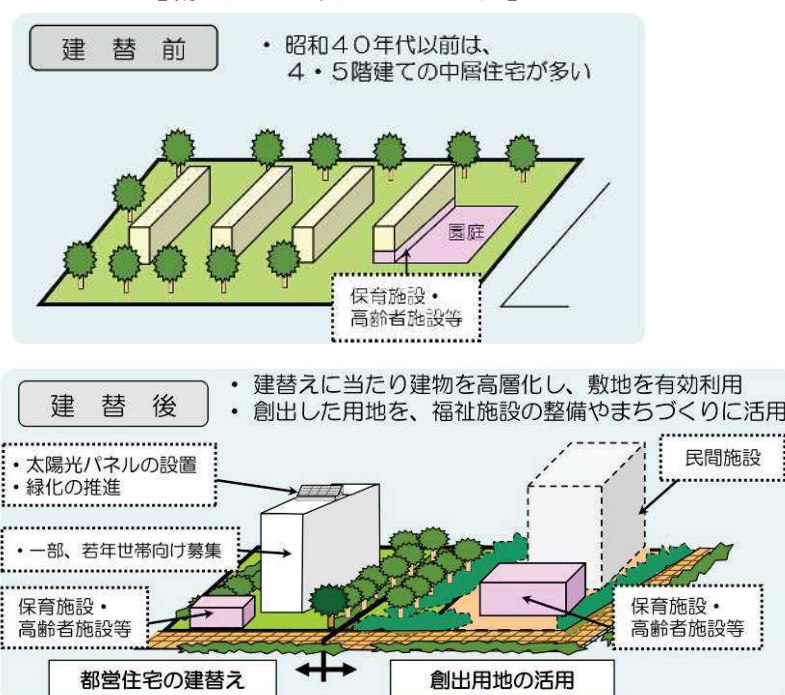 建替前
・ 昭和４０年代以前は、
４・５階建ての中層住宅が多い
園庭
保育施設・
高齢者施設等
建替後
・ 建替えに当たり建物を高層化し、敷地を有効利用
・ 創出した用地を、福祉施設の整備やまちづくりに活用
・太陽光パネルの設置
・緑化の推進
民間施設
・一部、若年世帯向け募集
保育施設・
高齢者施設等
保育施設・
高齢者施設等
都営住宅の建替え
創出用地の活用